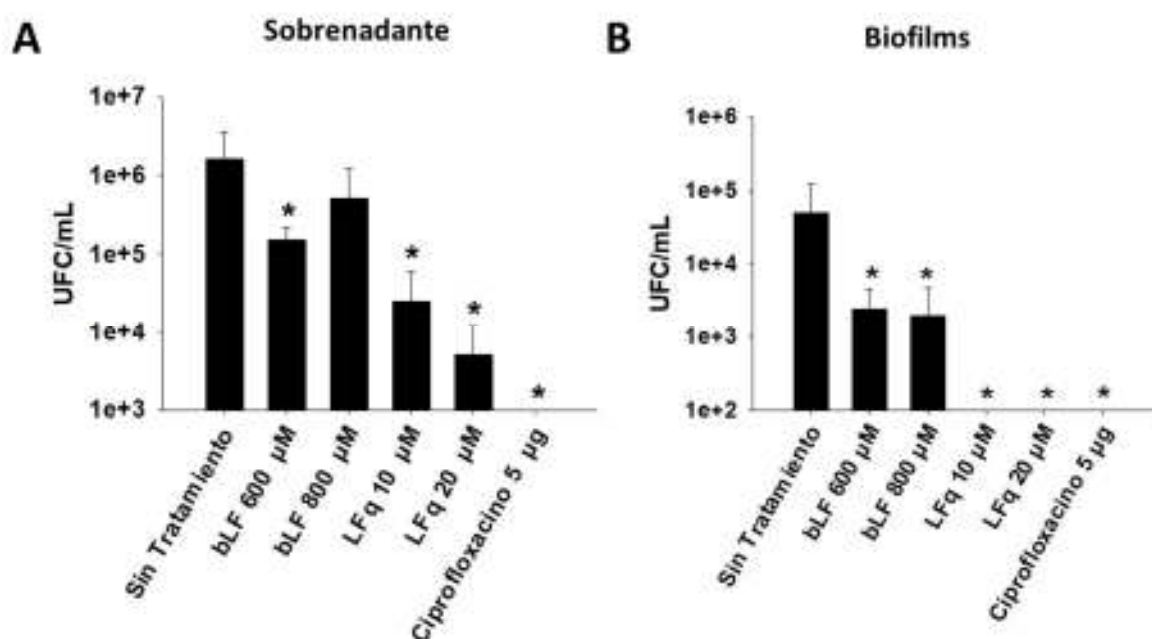 A
Sobrenadante
UFC/mL
1e+7
1e+6
1e+5
1e+4
1e+3
*
*
*
*
Sin Tratamiento
bLF 600 µM
bLF 800 µM
LFq 10 µM
LFq 20 µM
Ciprofloxacino 5 µg
B
Biofilms
UFC/mL
1e+6
1e+5
1e+4
1e+3
1e+2
*
*
*
*
*
Sin Tratamiento
bLF 600 µM
bLF 800 µM
LFq 10 µM
LFq 20 µM
Ciprofloxacino 5 µg